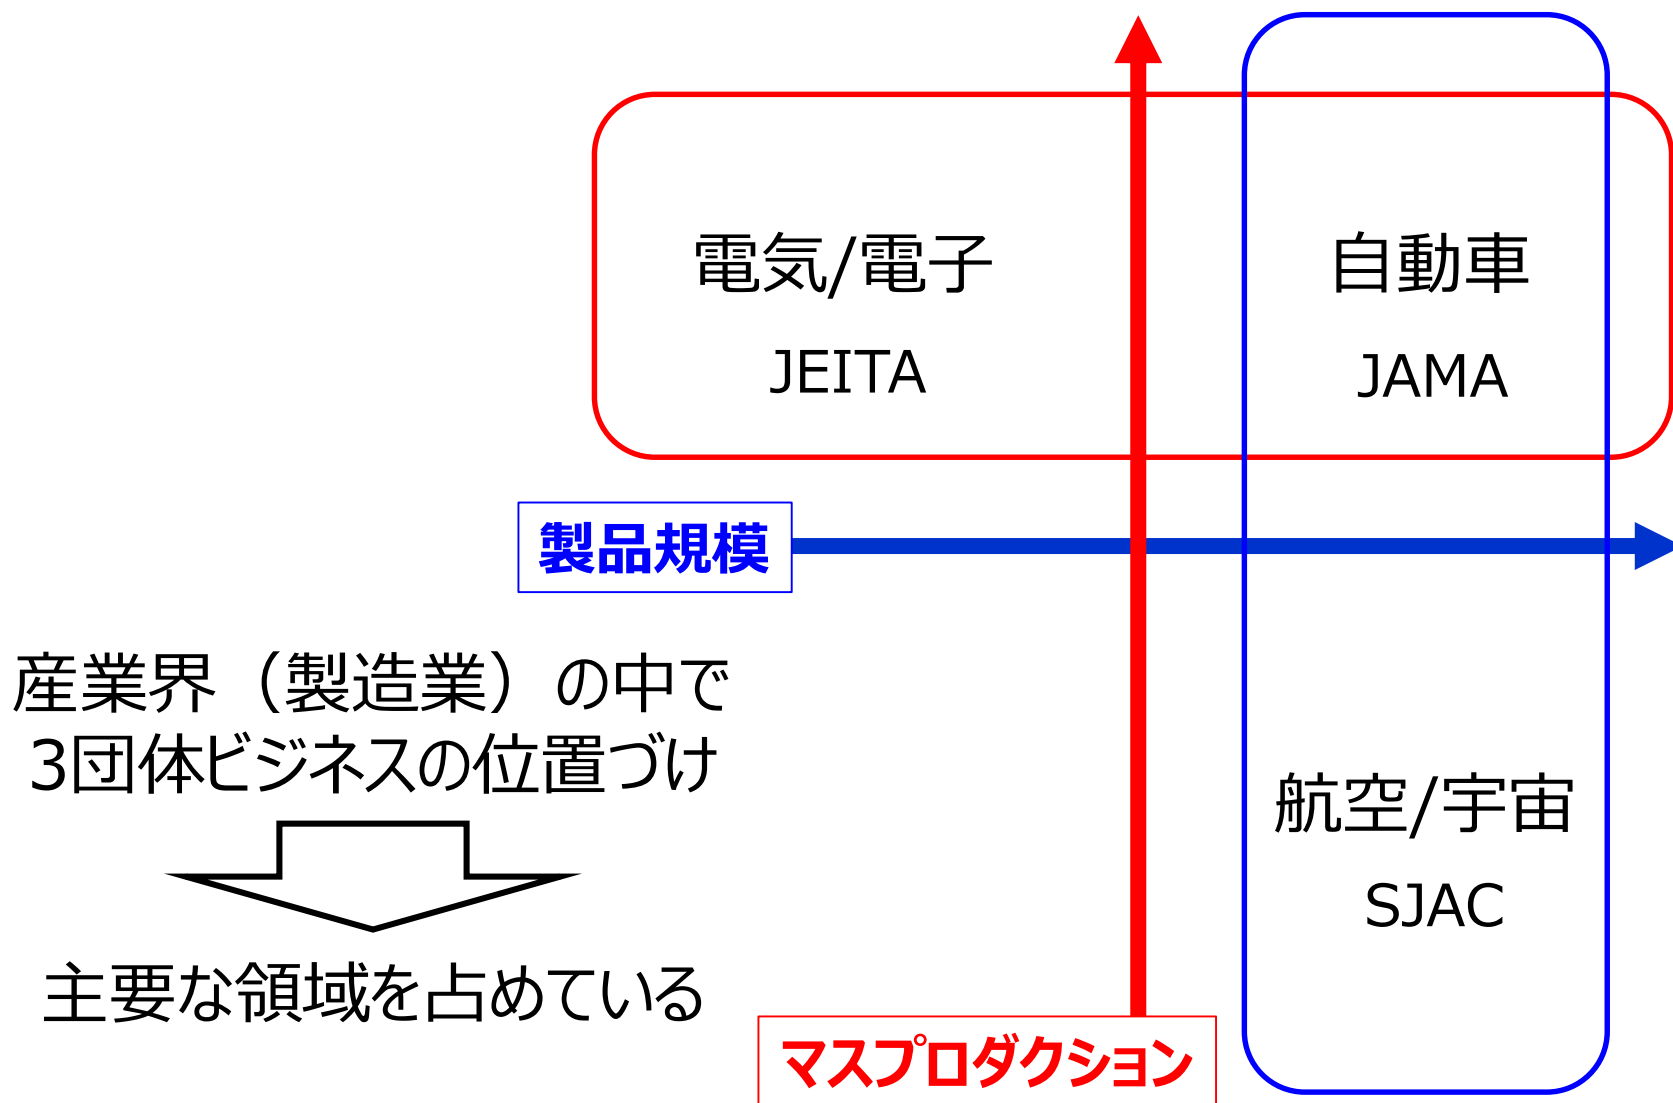 電気/電子
JEITA
自動車
JAMA
製品規模
産業界（製造業）の中で
3団体ビジネスの位置づけ
主要な領域を占めている
航空/宇宙
SJAC
マスプロダクション